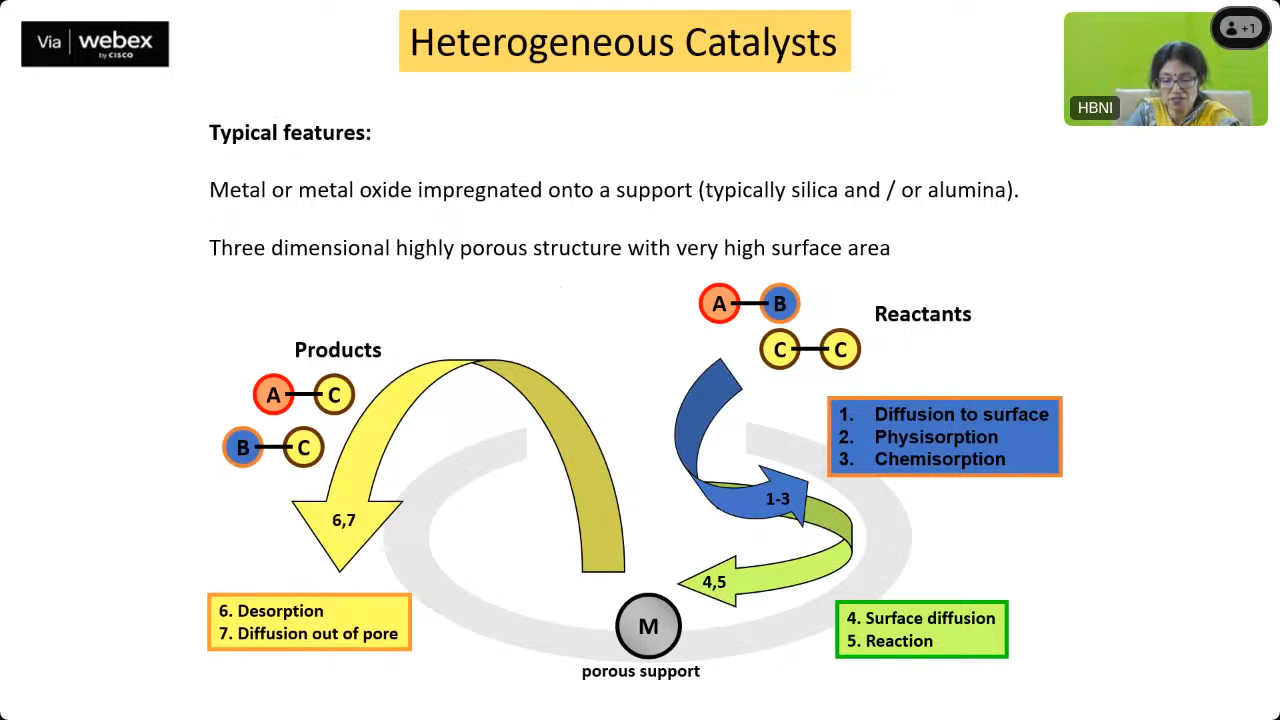 Via webex
by CISCO
Heterogeneous Catalysts
+1
HBNI
Typical features:
Metal or metal oxide impregnated onto a support (typically silica and / or alumina).
Three dimensional highly porous structure with very high surface area
A B
C C
Reactants
Products
A C
B C
1. Diffusion to surface
2. Physisorption
3. Chemisorption
1-3
6,7
4,5
6. Desorption
7. Diffusion out of pore
M
porous support
4. Surface diffusion
5. Reaction